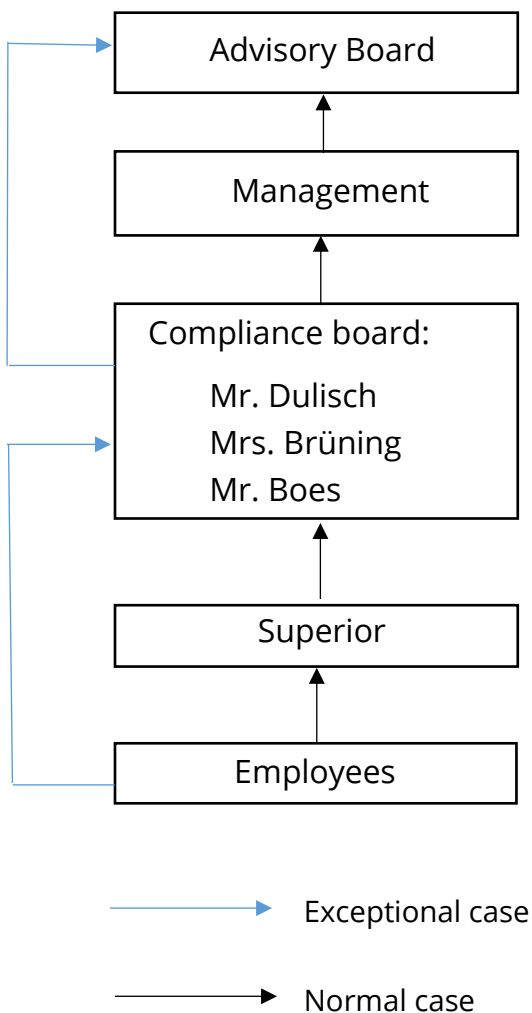 Advisory Board
Management
Compliance board:
Mr. Dulisch
Mrs. Brüning
Mr. Boes
Superior
Employees
Exceptional case
Normal case